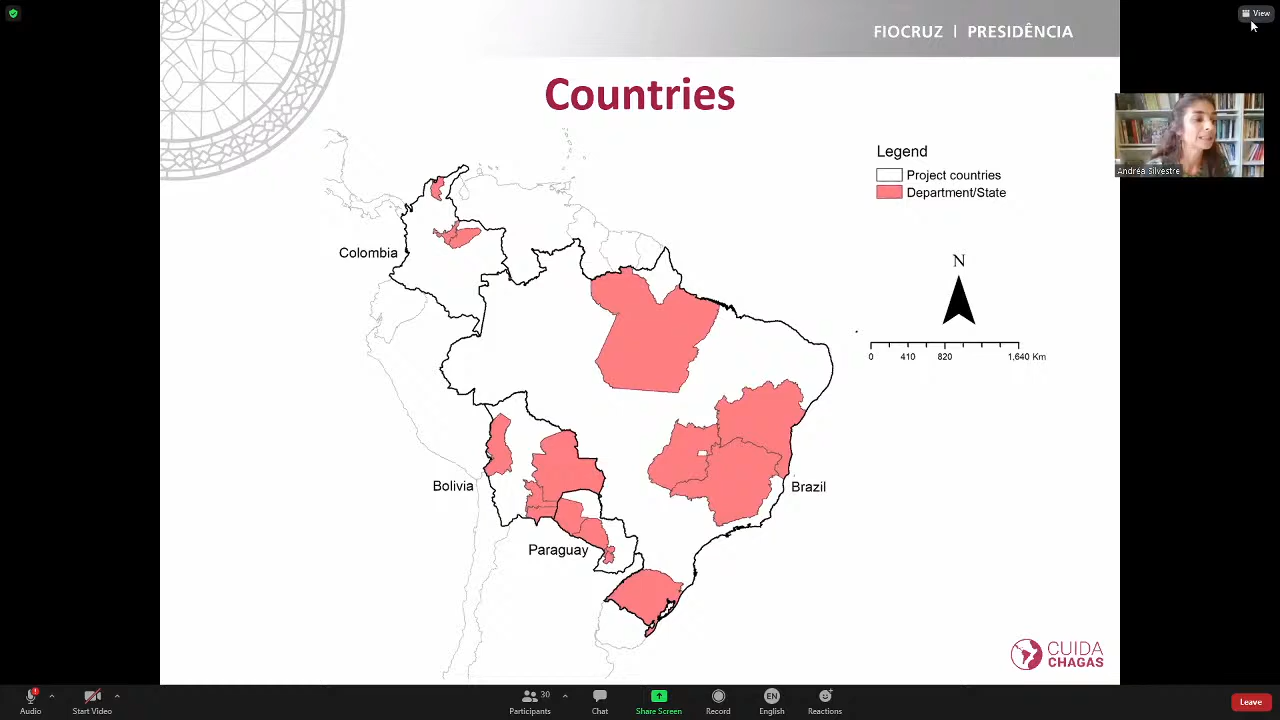 View
FIOCRUZ | PRESIDÊNCIA
Countries
Andréa Silvestre
Legend
Project countries
Department/State
Colombia
N
0 410 820 1,640 Km
Bolivia
Brazil
Paraguay
CUIDA
CHAGAS
Audio
Start Video
30
Participants
Chat
Share Screen
Record
EN
English
Reactions
Leave